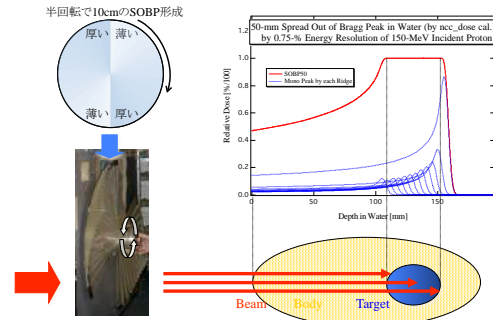 半回転で10cmのSOBP形成
厚い 薄い
薄い 厚い
50-mm Spread Out of Bragg Peak in Water (by ncc_dose cal.)
by 0.75-% Energy Resolution of 150-MeV Incident Proton
1.2
1.0
0.8
0.6
0.4
0.2
0.0
Relative Dose [%/100]
SOBP50
Mono Peak by each Ridge
0
50
100
150
Depth in Water [mm]
Beam Body Target